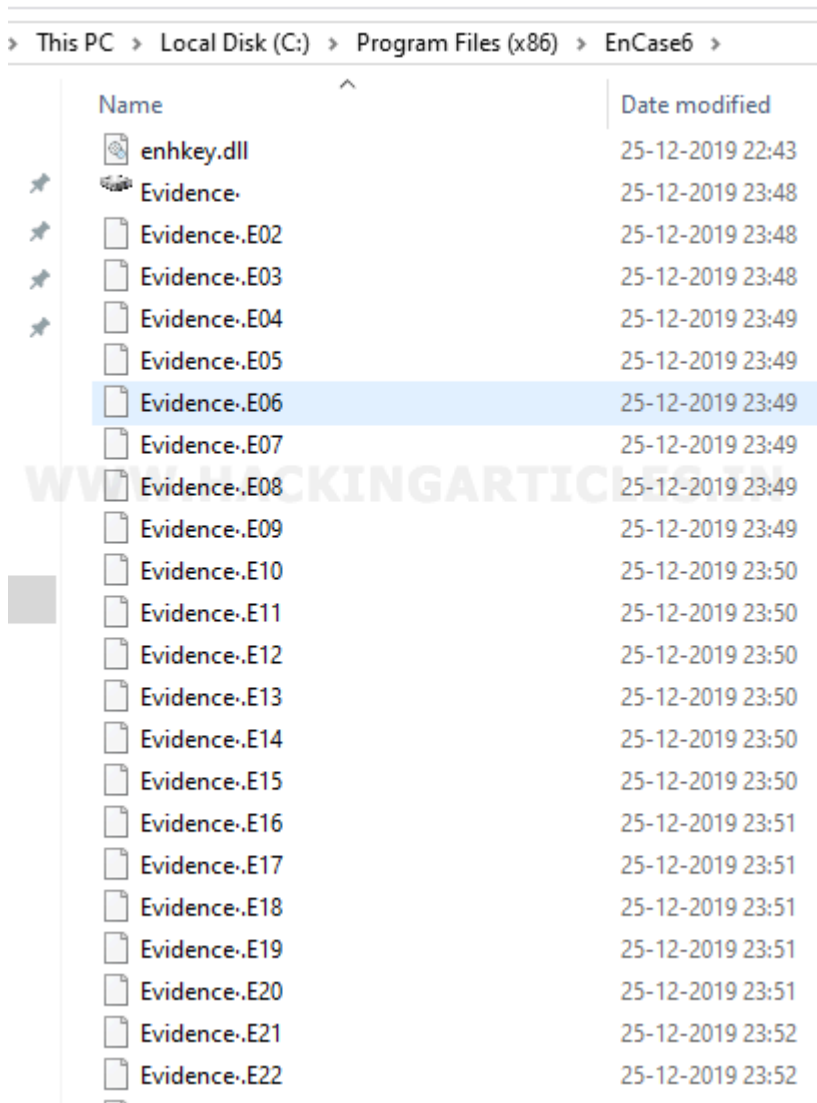 > This PC > Local Disk (C:) > Program Files (x86) > EnCase6 >
Name Date modified
enhkey.dll 25-12-2019 22:43
Evidence· 25-12-2019 23:48
Evidence·.E02 25-12-2019 23:48
Evidence·.E03 25-12-2019 23:48
Evidence·.E04 25-12-2019 23:49
Evidence·.E05 25-12-2019 23:49
Evidence·.E06 25-12-2019 23:49
Evidence·.E07 25-12-2019 23:49
WWW.HACKINGARTICLES.IN
Evidence·.E08 25-12-2019 23:49
Evidence·.E09 25-12-2019 23:49
Evidence·.E10 25-12-2019 23:50
Evidence·.E11 25-12-2019 23:50
Evidence·.E12 25-12-2019 23:50
Evidence·.E13 25-12-2019 23:50
Evidence·.E14 25-12-2019 23:50
Evidence·.E15 25-12-2019 23:50
Evidence·.E16 25-12-2019 23:51
Evidence·.E17 25-12-2019 23:51
Evidence·.E18 25-12-2019 23:51
Evidence·.E19 25-12-2019 23:51
Evidence·.E20 25-12-2019 23:51
Evidence·.E21 25-12-2019 23:52
Evidence·.E22 25-12-2019 23:52